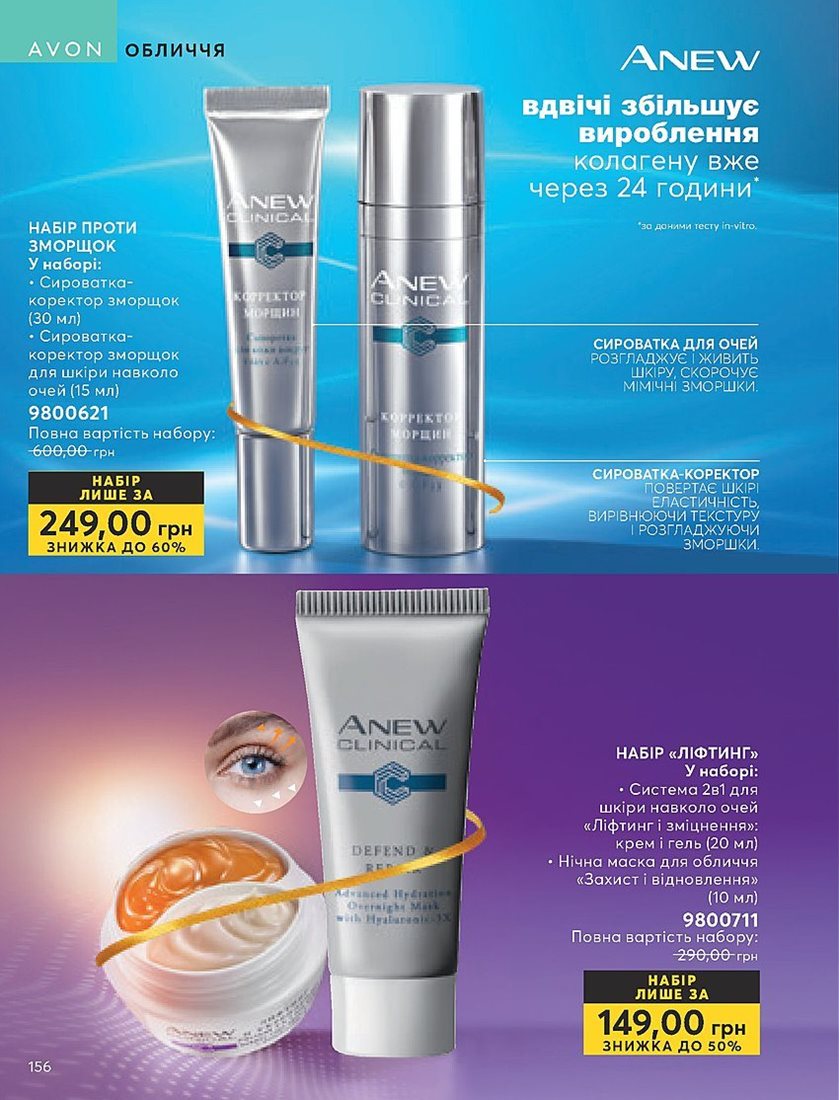 AVON ОБЛИЧЧЯ
ANEW
вдвічі збільшує
вироблення
колагену вже
через 24 години*
*за даними тесту in-vitro.
НАБІР ПРОТИ
ЗМОРЩОК
У наборі:
• Сироватка-
коректор зморщок
(30 мл)
• Сироватка-
коректор зморщок
для шкіри навколо
очей (15 мл)
9800621
Повна вартість набору:
600,00 грн
НАБІР
ЛИШЕ ЗА
249,00 грн
ЗНИЖКА ДО 60%
ANEW
CLINICAL
КОРРЕКТОР
МОРЩИН
Сыворотка
ANEW
CLINICAL
КОРРЕКТОР
МОРЩИН
СИРОВАТКА ДЛЯ ОЧЕЙ
РОЗГЛАДЖУЄ І ЖИВИТЬ
ШКІРУ, СКОРОЧУЄ
МІМІЧНІ ЗМОРШКИ.
СИРОВАТКА-КОРЕКТОР
ПОВЕРТАЄ ШКІРІ
ЕЛАСТИЧНІСТЬ,
ВИРІВНЮЮЧИ ТЕКСТУРУ
І РОЗГЛАДЖУЮЧИ
ЗМОРШКИ.
ANEW
CLINICAL
DEFEND &
Advanced Hydration
Overnight Mask
with Hyaluronic-3X
ANEW
НАБІР «ЛІФТИНГ»
У наборі:
• Система 2в1 для
шкіри навколо очей
«Ліфтинг і зміцнення»:
крем і гель (20 мл)
• Нічна маска для обличчя
«Захист і відновлення»
(10 мл)
9800711
Повна вартість набору:
290,00 грн
НАБІР
ЛИШЕ ЗА
149,00 грн
ЗНИЖКА ДО 50%
156